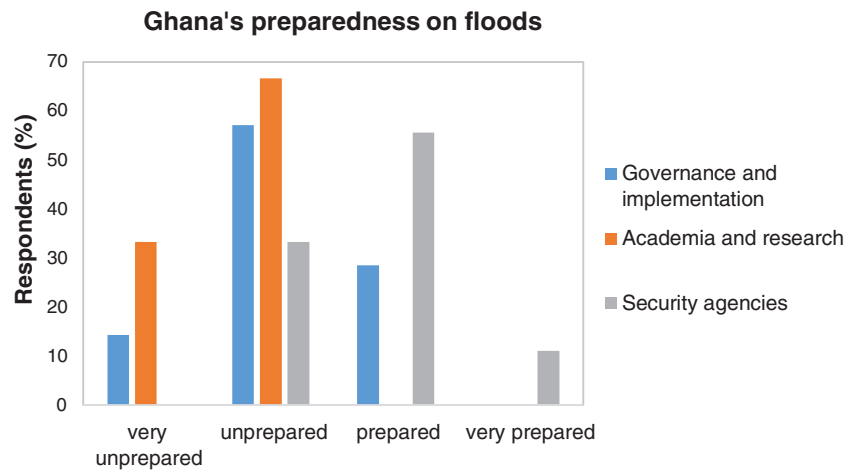 Ghana's preparedness on floods
Respondents (%)
70
60
50
40
30
20
10
0
very
unprepared
unprepared
prepared
very prepared
Governance and
implementation
Academia and research
Security agencies